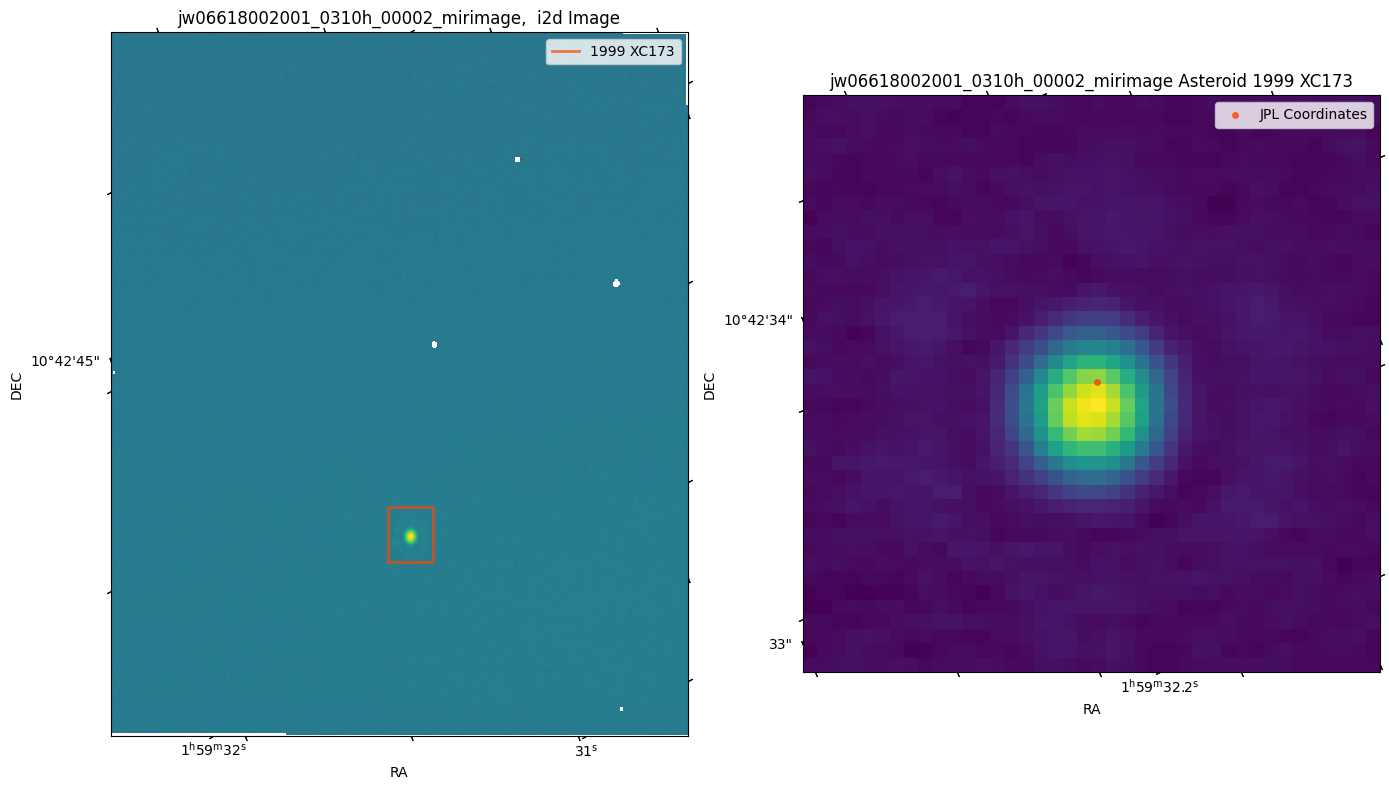 jw06618002001_0310h_00002_mirimage,  i2d Image
1999 XC173
10°42'45"
DEC
1ʰ59ᵐ32ˢ
31ˢ
RA
jw06618002001_0310h_00002_mirimage Asteroid 1999 XC173
JPL Coordinates
10°42'34"
DEC
33"
1ʰ59ᵐ32.2ˢ
RA